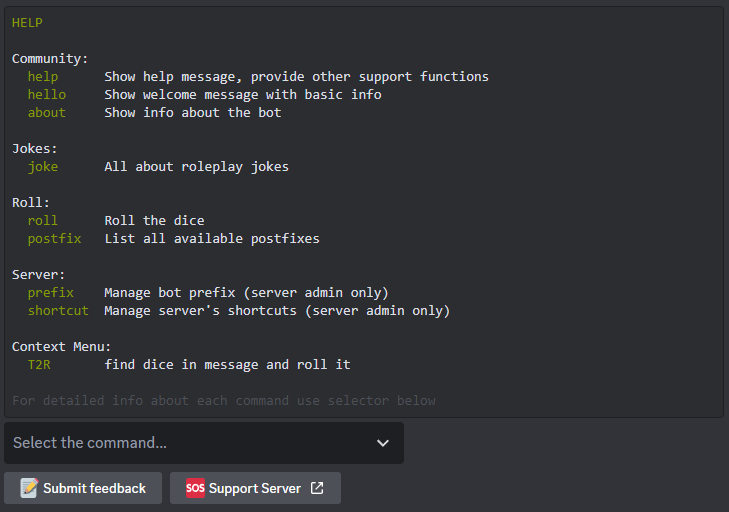 HELP
Community:
help Show help message, provide other support functions
hello Show welcome message with basic info
about Show info about the bot
Jokes:
joke All about roleplay jokes
Roll:
roll Roll the dice
postfix List all available postfixes
Server:
prefix Manage bot prefix (server admin only)
shortcut Manage server's shortcuts (server admin only)
Context Menu:
T2R find dice in message and roll it
For detailed info about each command use selector below
Select the command...
Submit feedback
SOS Support Server